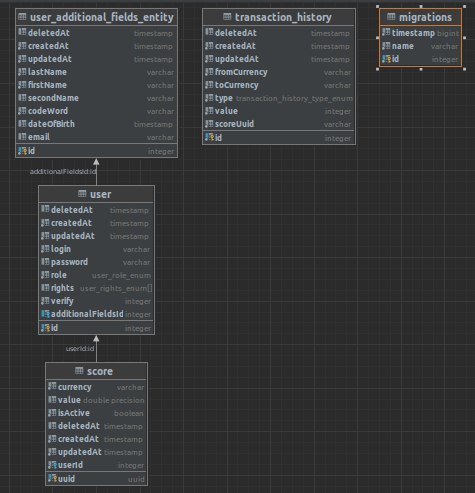 user_additional_fields_entity
deletedAt timestamp
createdAt timestamp
updatedAt timestamp
lastName varchar
firstName varchar
secondName varchar
codeWord varchar
dateOfBirth timestamp
email varchar
id integer
transaction_history
deletedAt timestamp
createdAt timestamp
updatedAt timestamp
fromCurrency varchar
toCurrency varchar
type transaction_history_type_enum
value integer
scoreUuid varchar
id integer
migrations
timestamp bigint
name varchar
id integer
additionalFieldsId:id
user
deletedAt timestamp
createdAt timestamp
updatedAt timestamp
login varchar
password varchar
role user_role_enum
rights user_rights_enum[]
verify integer
additionalFieldsId integer
id integer
userId:id
score
currency varchar
value double precision
isActive boolean
deletedAt timestamp
createdAt timestamp
updatedAt timestamp
userId integer
uuid uuid